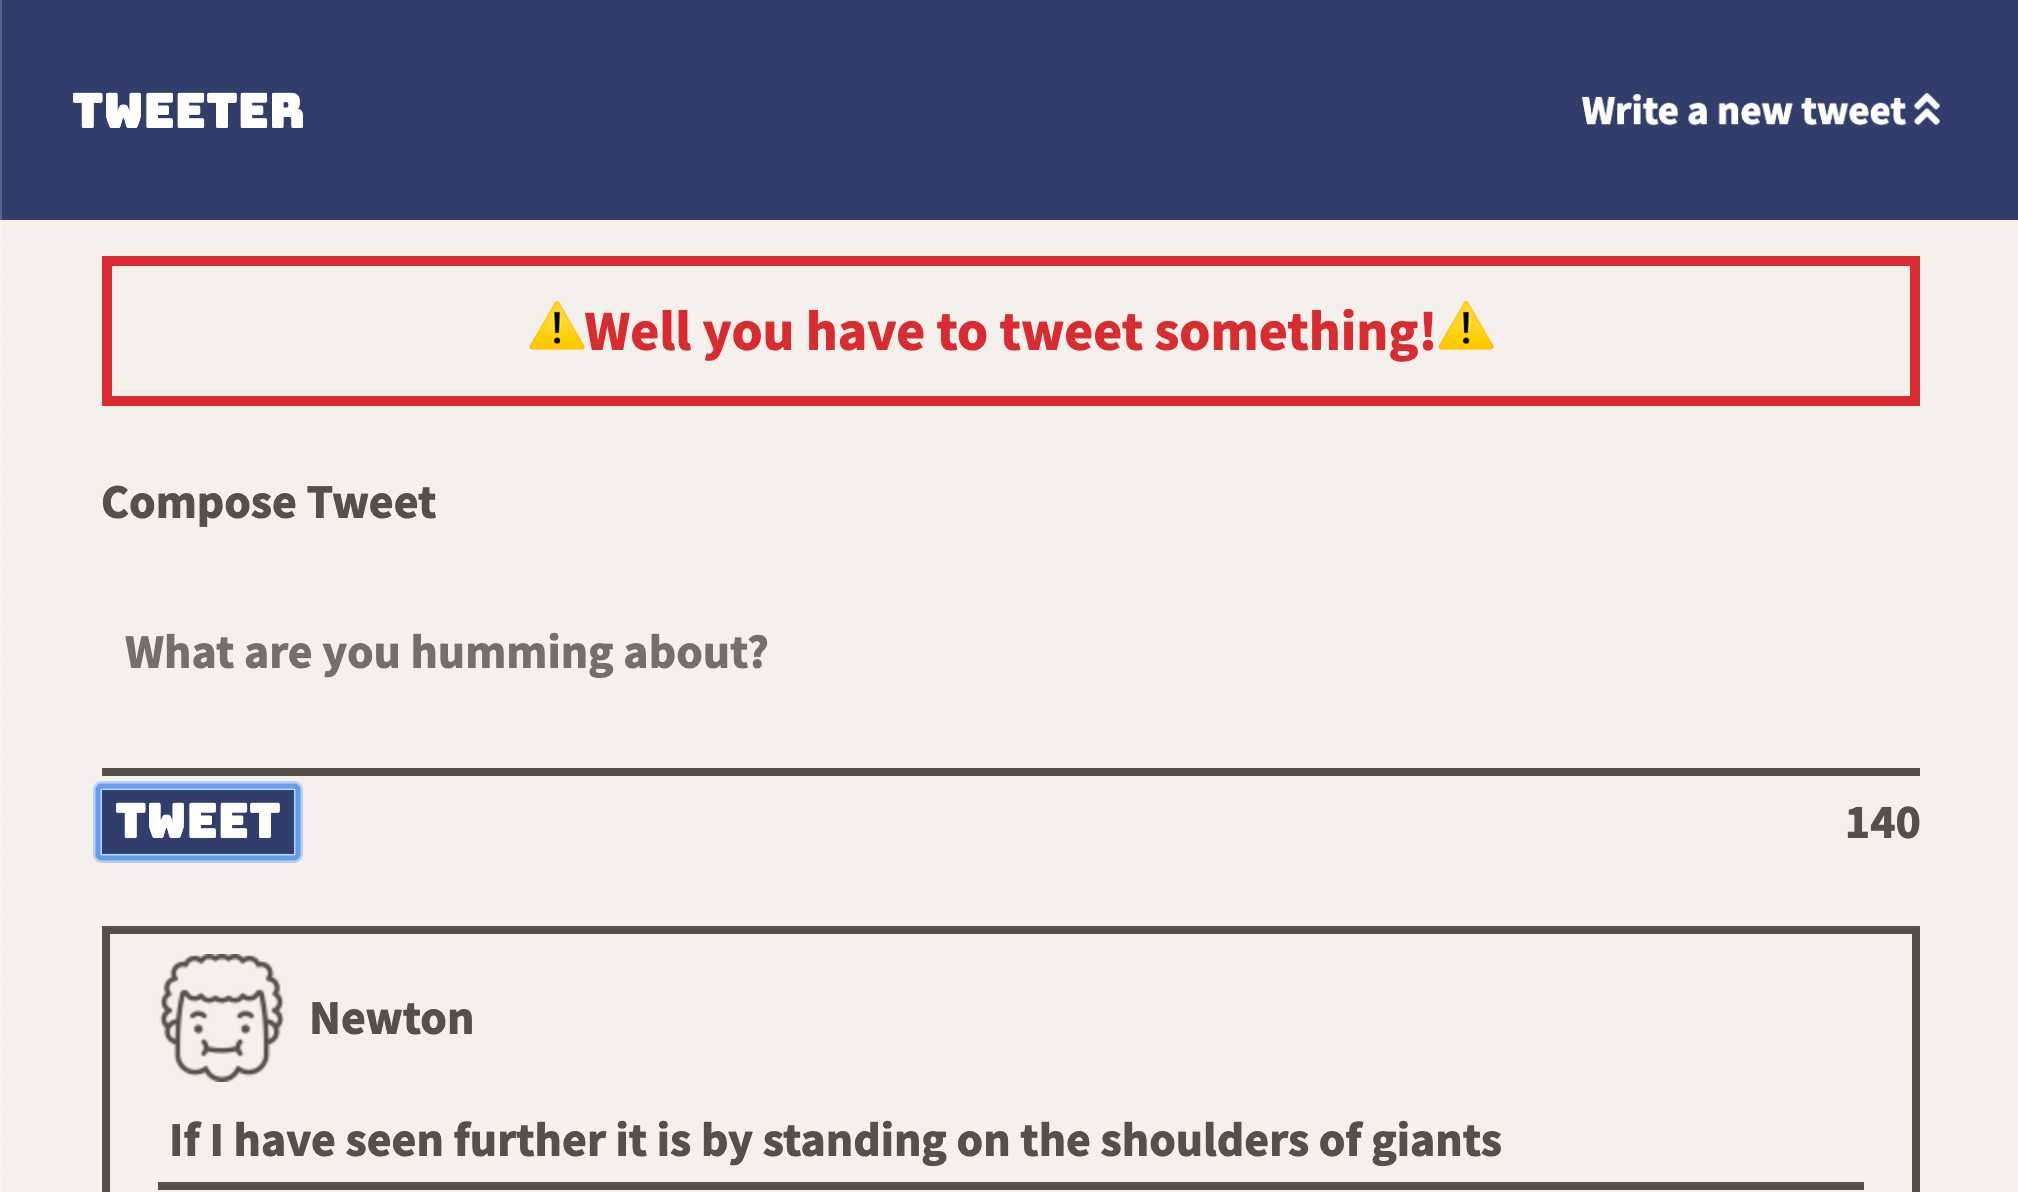 TWEETER
Write a new tweet
⚠️Well you have to tweet something!⚠️
Compose Tweet
What are you humming about?
TWEET
140
Newton
If I have seen further it is by standing on the shoulders of giants